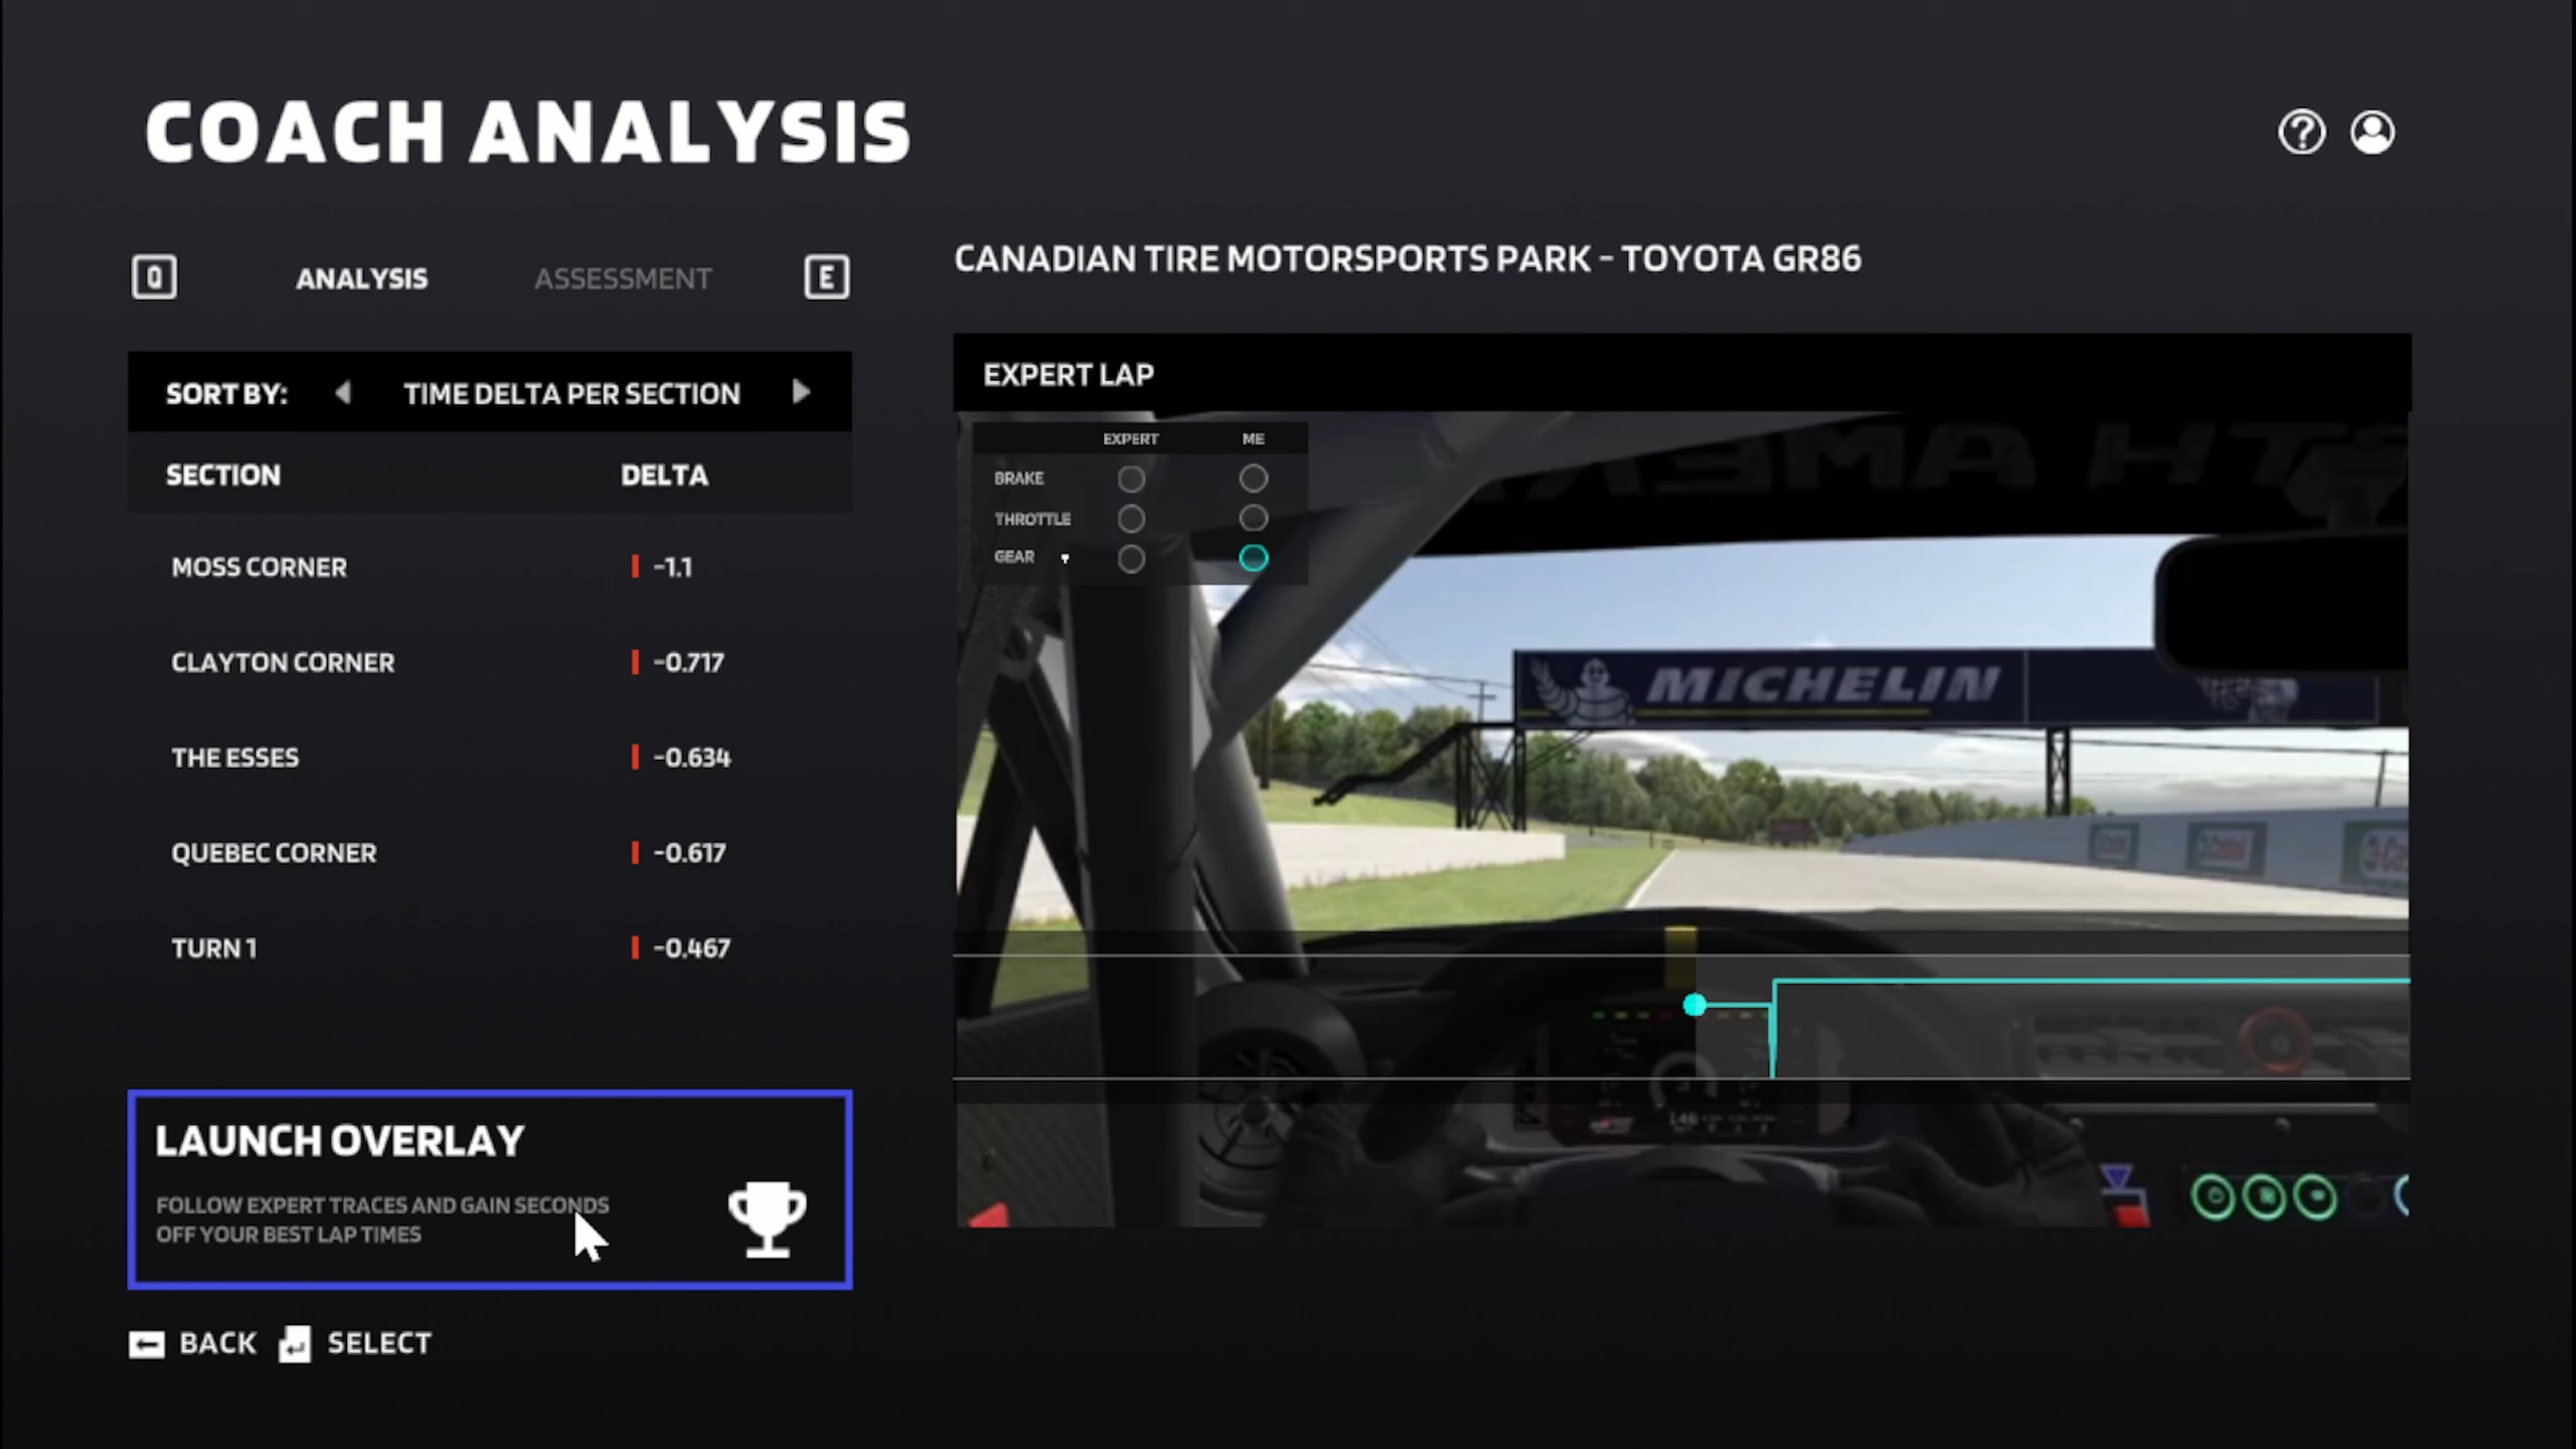 COACH ANALYSIS
Q ANALYSIS ASSESSMENT E
SORT BY: TIME DELTA PER SECTION
SECTION DELTA
MOSS CORNER -1.1
CLAYTON CORNER -0.717
THE ESSES -0.634
QUEBEC CORNER -0.617
TURN 1 -0.467
LAUNCH OVERLAY
FOLLOW EXPERT TRACES AND GAIN SECONDS
OFF YOUR BEST LAP TIMES
BACK SELECT
CANADIAN TIRE MOTORSPORTS PARK - TOYOTA GR86
EXPERT LAP
EXPERT ME
BRAKE
THROTTLE
GEAR
MICHELIN
Castrol
3
146